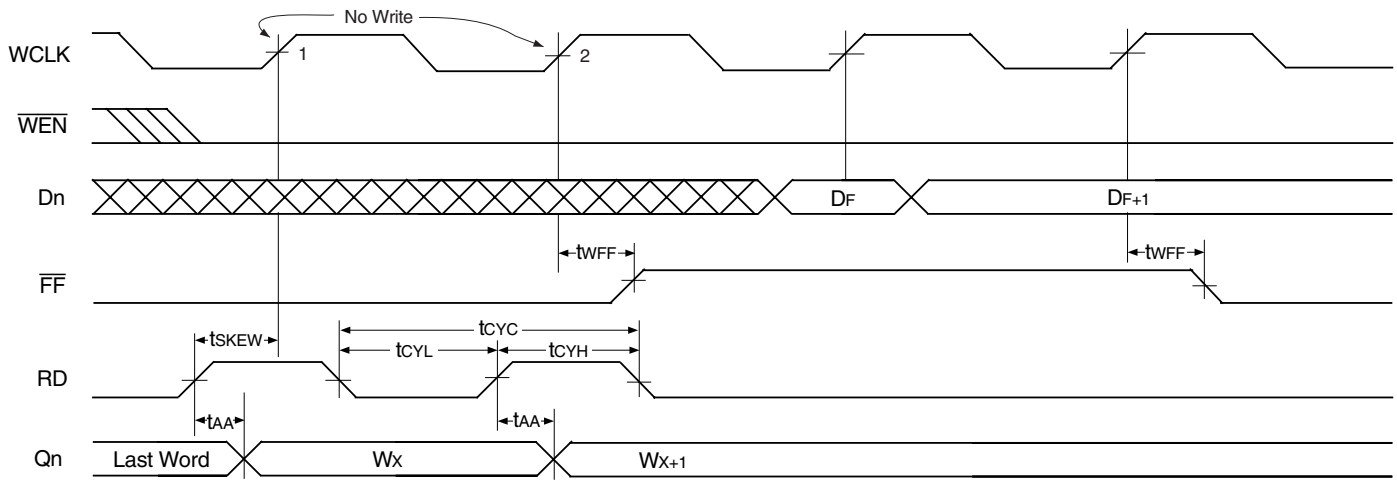 No Write
WCLK 1 2
WEN
Dn DF DF+1
tWFF tWFF
FF
tSKEW tCYC
tCYL tCYH
RD
tAA tAA
Qn Last Word WX WX+1